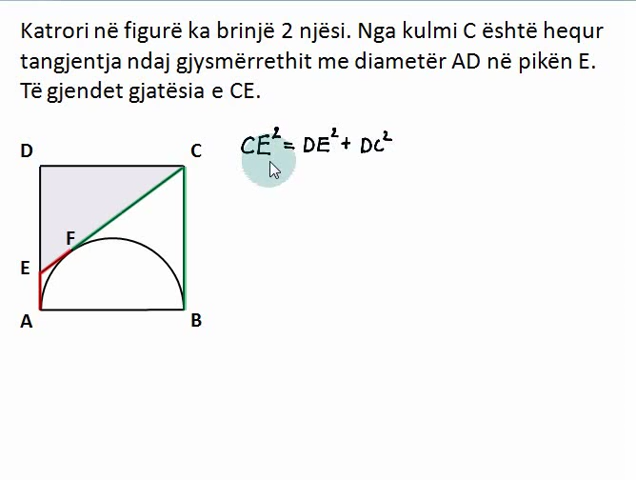 Katrori në figurë ka brinjë 2 njësi. Nga kulmi C është hequr
tangjentja ndaj gjysmërrethit me diametër AD në pikën E.
Të gjendet gjatësia e CE.
D C CE² = DE² + DC²
F
E
A B